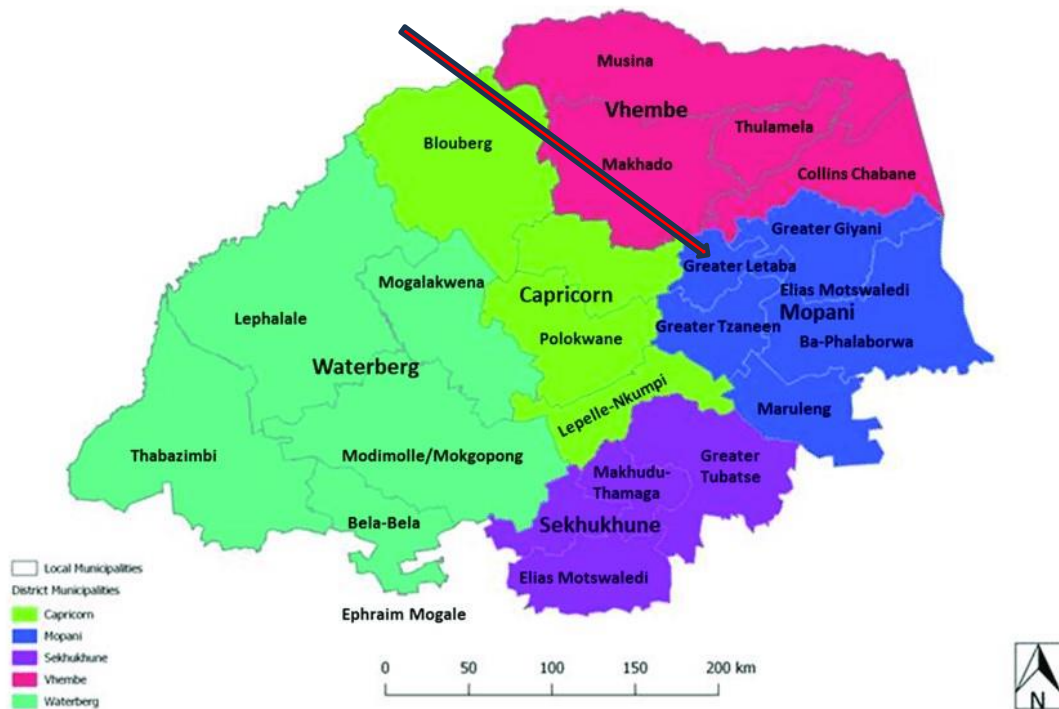 Musina
Vhembe
Thulamela
Blouberg
Makhado
Collins Chabane
Greater Giyani
Greater Letaba
Mogalakwena
Capricorn
Elias Motswaledi
Mopani
Lephalale
Polokwane
Greater Tzaneen
Ba-Phalaborwa
Waterberg
Lepelle-Nkumpi
Maruleng
Thabazimbi
Modimolle/Mokgopong
Greater
Tubatse
Makhudu-
Thamaga
Bela-Bela
Sekhukhune
Elias Motswaledi
Ephraim Mogale
Local Municipalities
District Municipalities
Capricorn
Mopani
Sekhukhune
Vhembe
Waterberg
0 50 100 150 200 km
N